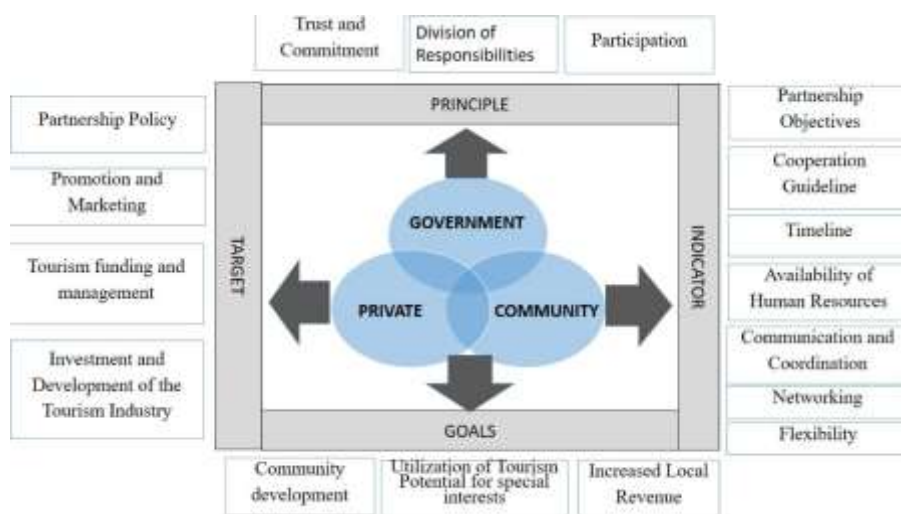 Trust and
Commitment
Division of
Responsibilities
Participation
PRINCIPLE
Partnership Policy
Promotion and
Marketing
Tourism funding and
management
Investment and
Development of the
Tourism Industry
TARGET
GOVERNMENT
PRIVATE
COMMUNITY
INDICATOR
Partnership
Objectives
Cooperation
Guideline
Timeline
Availability of
Human Resources
Communication and
Coordination
Networking
Flexibility
GOALS
Community
development
Utilization of Tourism
Potential for special
interests
Increased Local
Revenue